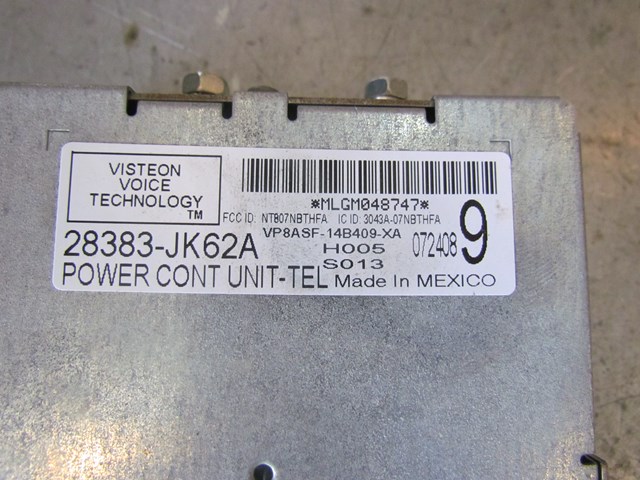 VISTEON
VOICE
TECHNOLOGY
TM
*MLGM048747*
FCC ID: NT807NBTHFA IC ID: 3043A-07NBTHFA
VP8ASF-14B409-XA
28383-JK62A
H005
072408
9
S013
POWER CONT UNIT-TEL Made In MEXICO